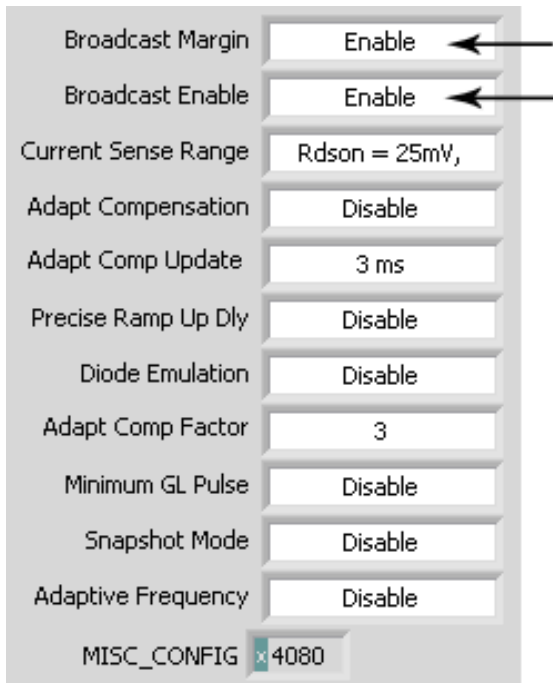 Broadcast Margin Enable
Broadcast Enable Enable
Current Sense Range Rdson = 25mV,
Adapt Compensation Disable
Adapt Comp Update 3 ms
Precise Ramp Up Dly Disable
Diode Emulation Disable
Adapt Comp Factor 3
Minimum GL Pulse Disable
Snapshot Mode Disable
Adaptive Frequency Disable
MISC_CONFIG x 4080